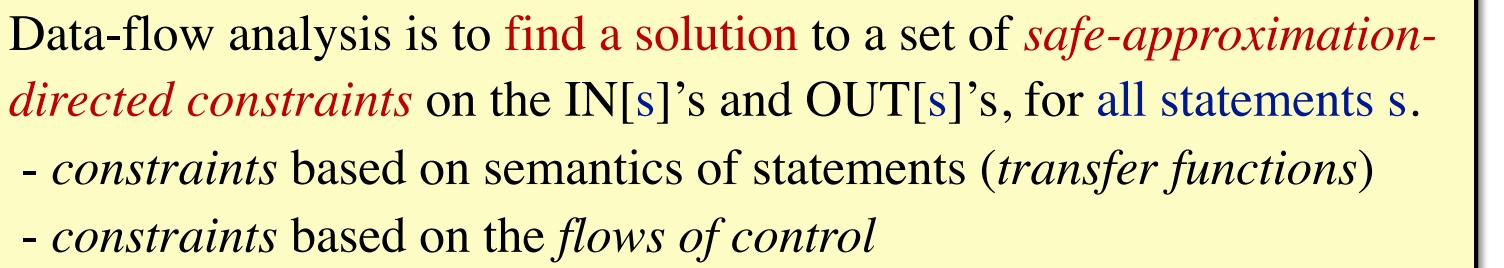 Data-flow analysis is to find a solution to a set of safe-approximation-
directed constraints on the IN[s]’s and OUT[s]’s, for all statements s.
- constraints based on semantics of statements (transfer functions)
- constraints based on the flows of control